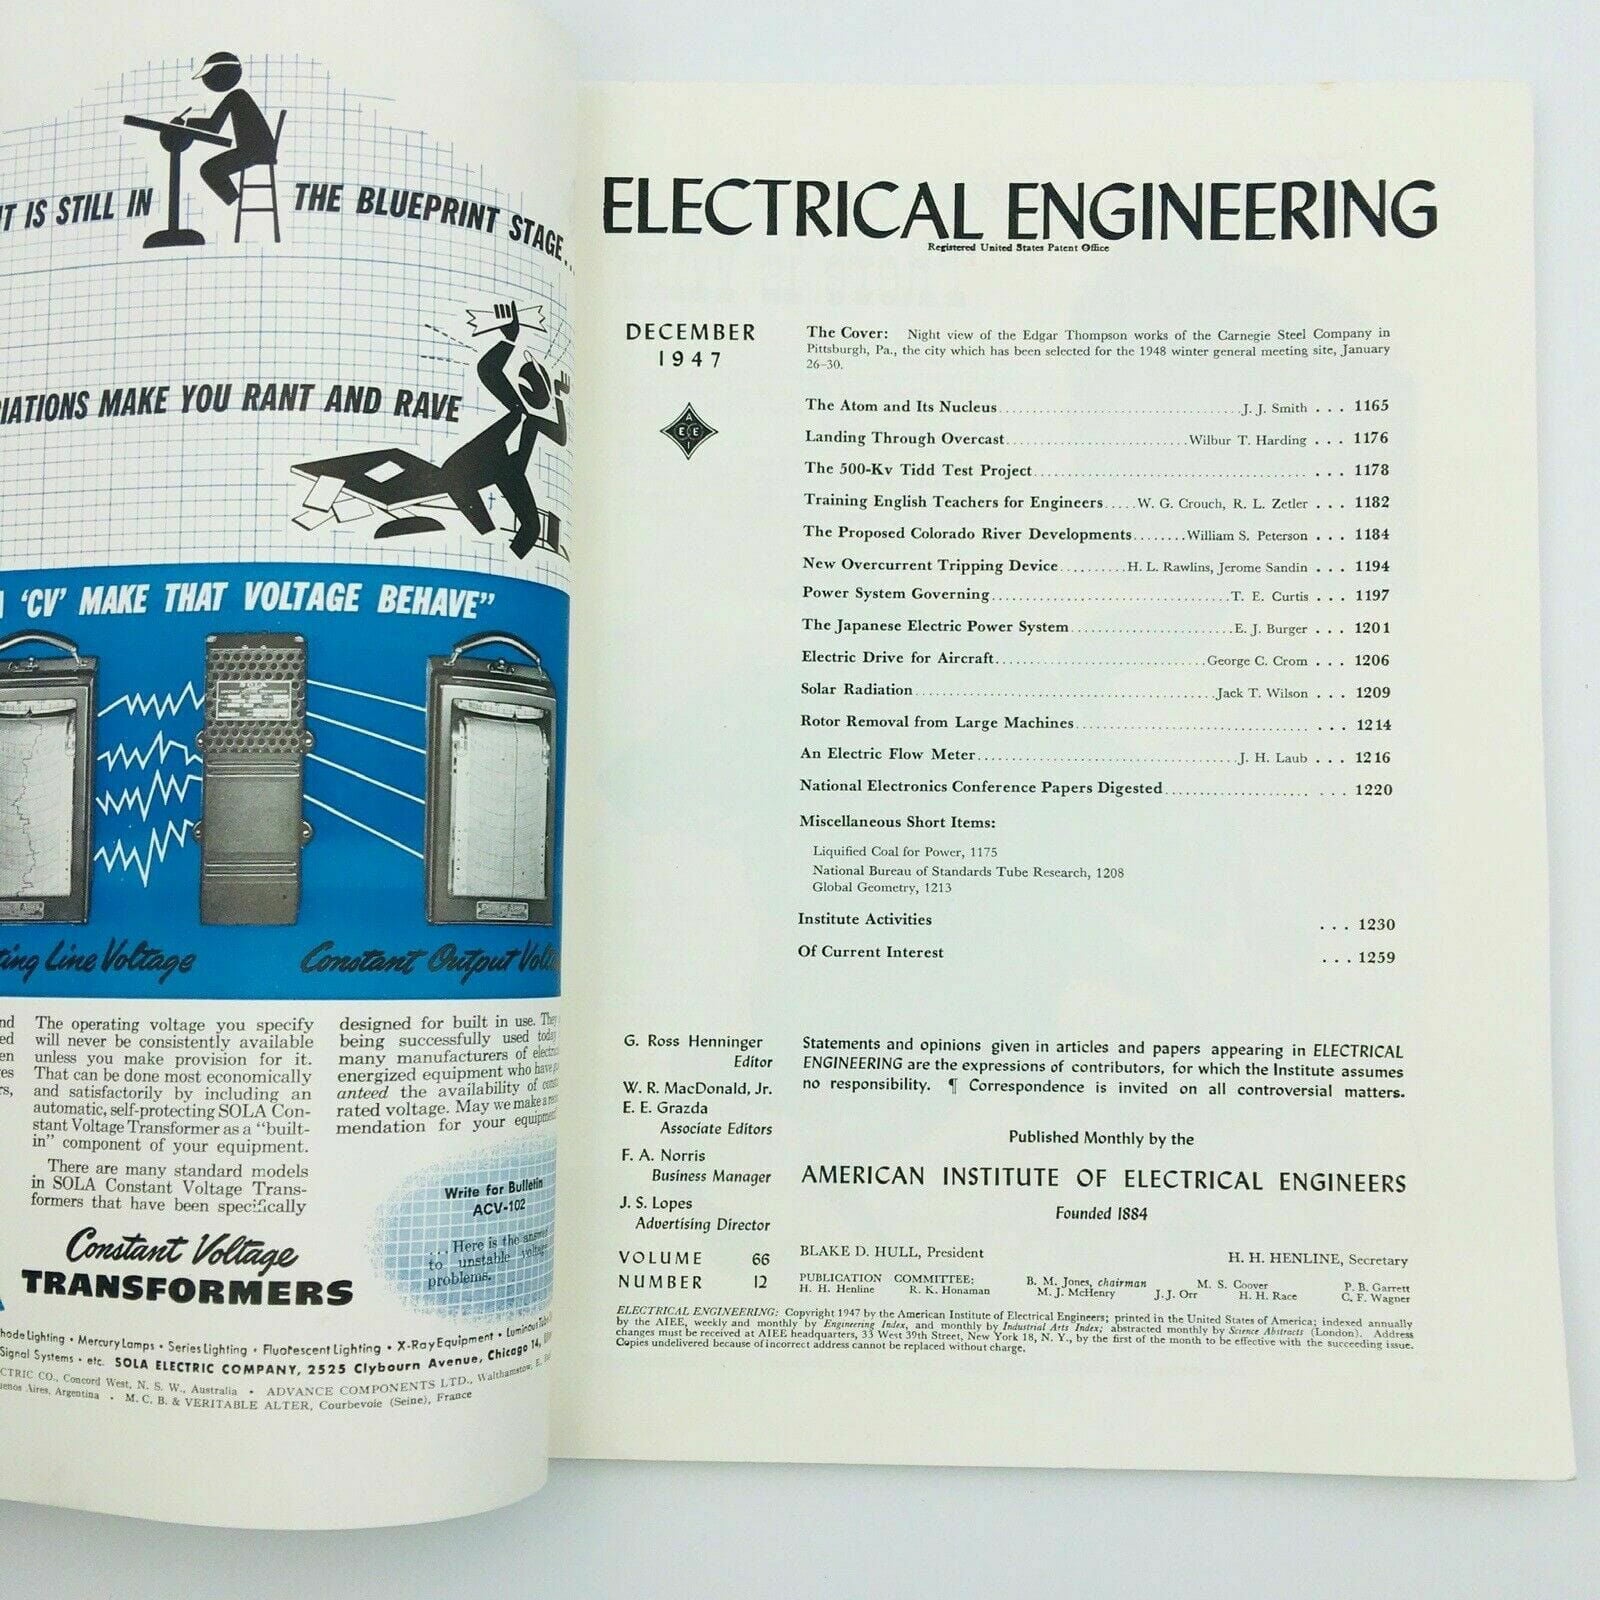 IT IS STILL IN THE BLUEPRINT STAGE...
MAKE YOU RANT AND RAVE
'CV' MAKE THAT VOLTAGE BEHAVE”
SOLA
Line Voltage
Constant Output
The operating voltage you specify
will never be consistently available
unless you make provision for it.
That can be done most economically
and satisfactorily by including an
automatic, self-protecting SOLA Con-
stant Voltage Transformer as a “built-
in” component of your equipment.
There are many standard models
in SOLA Constant Voltage Trans-
formers that have been specifically
designed for built in use. They
being successfully used today
many manufacturers of
energized equipment who have
the availability of
rated voltage. May we make a
mendation for your
Write for Bulletin
ACV-102
... Here is the answer
to unstable voltage
problems.
Constant Voltage
TRANSFORMERS
Lighting • Mercury Lamps • Series Lighting • Fluorescent Lighting • X-Ray Equipment • Luminous Tube
Signal Systems • etc. SOLA ELECTRIC COMPANY, 2525 Clybourn Avenue, Chicago 14,
CO., Concord West, N. S. W., Australia • ADVANCE COMPONENTS LTD., Walthamstow, E.
Aires, Argentina • M. C. B. & VERITABLE ALTER, Courbevoie (Seine), France
ELECTRICAL ENGINEERING
Registered United States Patent Office
DECEMBER
1947
A
E E
I
The Cover: Night view of the Edgar Thompson works of the Carnegie Steel Company in
Pittsburgh, Pa., the city which has been selected for the 1948 winter general meeting site, January
26–30.
The Atom and Its Nucleus J. J. Smith ... 1165
Landing Through Overcast Wilbur T. Harding ... 1176
The 500-Kv Tidd Test Project ... 1178
Training English Teachers for Engineers W. G. Crouch, R. L. Zetler ... 1182
The Proposed Colorado River Developments William S. Peterson ... 1184
New Overcurrent Tripping Device H. L. Rawlins, Jerome Sandin ... 1194
Power System Governing T. E. Curtis ... 1197
The Japanese Electric Power System E. J. Burger ... 1201
Electric Drive for Aircraft George C. Crom ... 1206
Solar Radiation Jack T. Wilson ... 1209
Rotor Removal from Large Machines ... 1214
An Electric Flow Meter J. H. Laub ... 1216
National Electronics Conference Papers Digested ... 1220
Miscellaneous Short Items:
Liquified Coal for Power, 1175
National Bureau of Standards Tube Research, 1208
Global Geometry, 1213
Institute Activities ... 1230
Of Current Interest ... 1259
G. Ross Henninger
Editor
W. R. MacDonald, Jr.
E. E. Grazda
Associate Editors
F. A. Norris
Business Manager
J. S. Lopes
Advertising Director
VOLUME 66
NUMBER 12
Statements and opinions given in articles and papers appearing in ELECTRICAL
ENGINEERING are the expressions of contributors, for which the Institute assumes
no responsibility. ¶ Correspondence is invited on all controversial matters.
Published Monthly by the
AMERICAN INSTITUTE OF ELECTRICAL ENGINEERS
Founded 1884
BLAKE D. HULL, President H. H. HENLINE, Secretary
PUBLICATION COMMITTEE: B. M. Jones, chairman M. S. Coover P. B. Garrett
H. H. Henline R. K. Honaman M. J. McHenry J. J. Orr H. H. Race C. F. Wagner
ELECTRICAL ENGINEERING: Copyright 1947 by the American Institute of Electrical Engineers; printed in the United States of America; indexed annually
by the AIEE, weekly and monthly by Engineering Index, and monthly by Industrial Arts Index; abstracted monthly by Science Abstracts (London). Address
changes must be received at AIEE headquarters, 33 West 39th Street, New York 18, N. Y., by the first of the month to be effective with the succeeding issue.
Copies undelivered because of incorrect address cannot be replaced without charge.